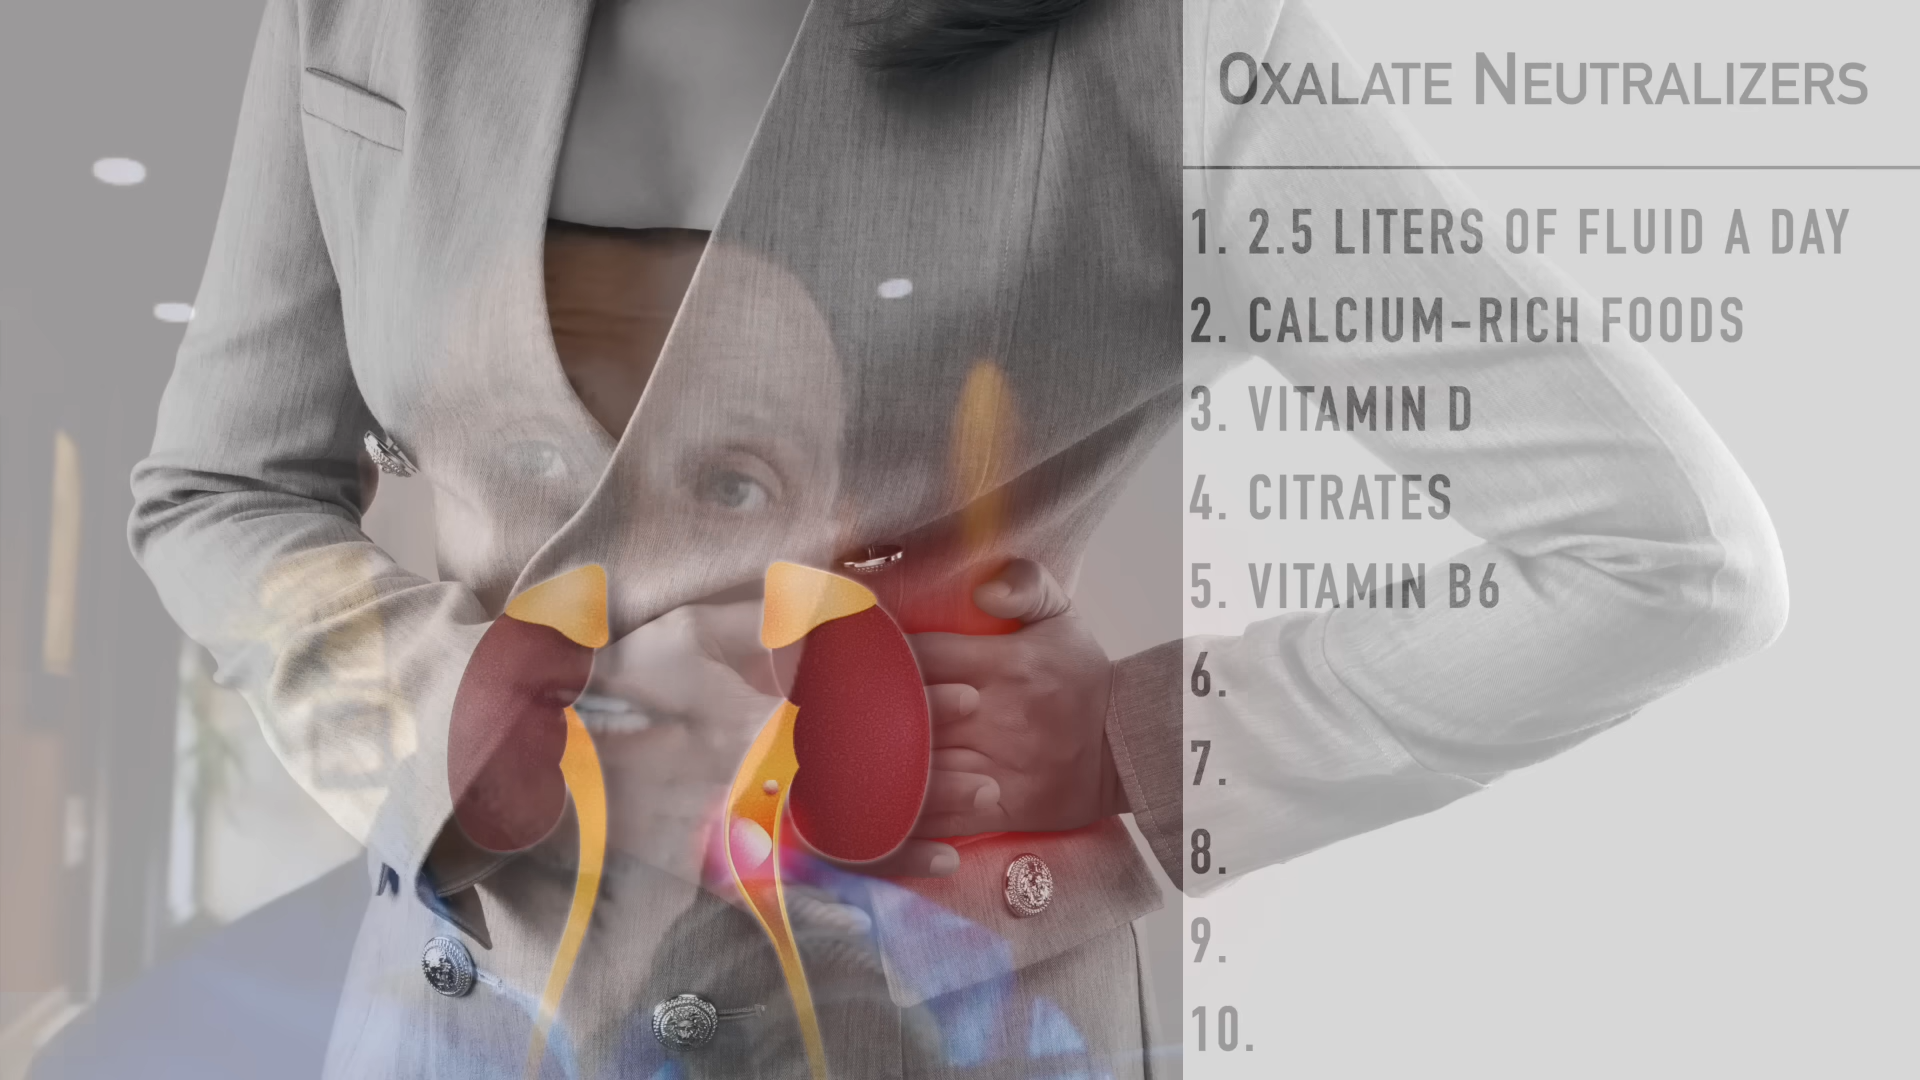 OXALATE NEUTRALIZERS
1. 2.5 LITERS OF FLUID A DAY
2. CALCIUM-RICH FOODS
3. VITAMIN D
4. CITRATES
5. VITAMIN B6
6.
7.
8.
9.
10.